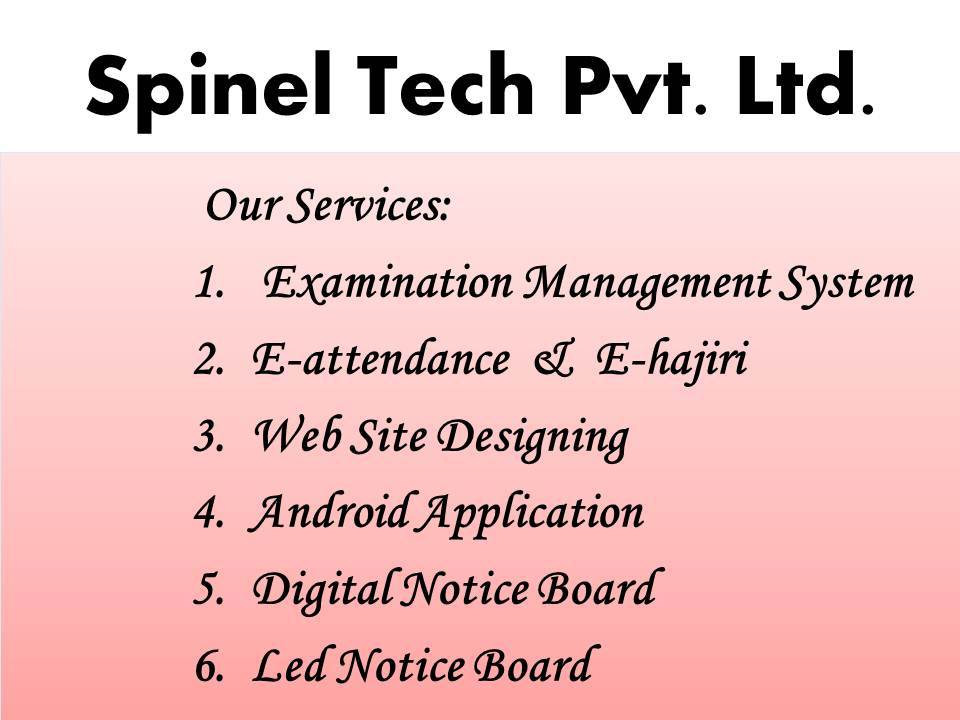 Spinel Tech Pvt. Ltd.
Our Services:
1. Examination Management System
2. E-attendance & E-hajiri
3. Web Site Designing
4. Android Application
5. Digital Notice Board
6. Led Notice Board